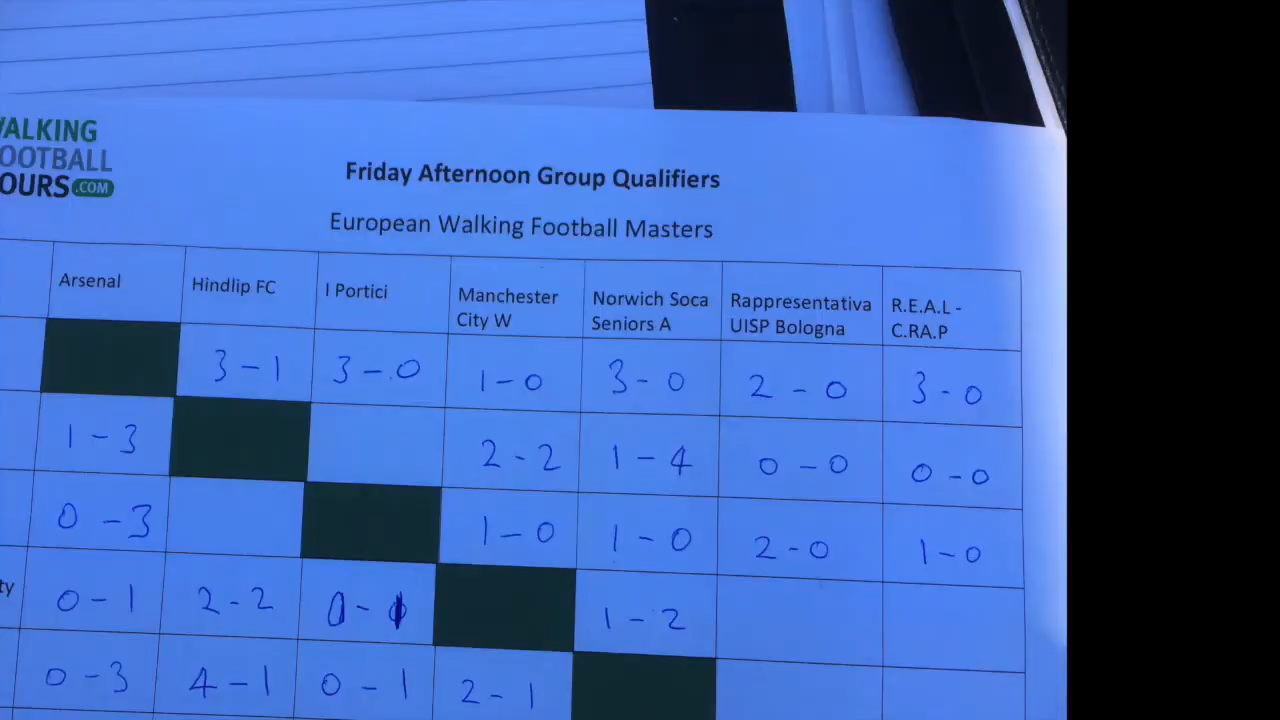 WALKING
FOOTBALL
TOURS.COM
Friday Afternoon Group Qualifiers
European Walking Football Masters
Arsenal Hindlip FC I Portici Manchester City W Norwich Soca Seniors A Rappresentativa UISP Bologna R.E.A.L - C.RA.P
3 - 1 3 - 0 1 - 0 3 - 0 2 - 0 3 - 0
1 - 3 2 - 2 1 - 4 0 - 0 0 - 0
0 - 3 1 - 0 1 - 0 2 - 0 1 - 0
ty 0 - 1 2 - 2 0 - 1 1 - 2
0 - 3 4 - 1 0 - 1 2 - 1